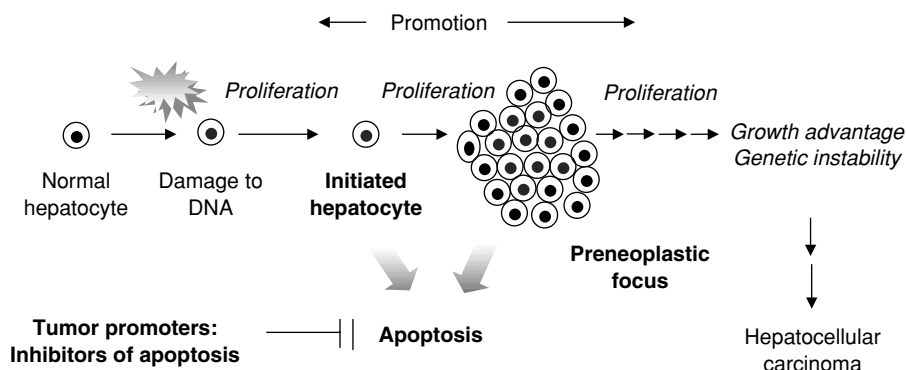 Promotion
Proliferation
Proliferation
Proliferation
Normal
hepatocyte
Damage to
DNA
Initiated
hepatocyte
Growth advantage
Genetic instability
Preneoplastic
focus
Tumor promoters:
Inhibitors of apoptosis
Apoptosis
Hepatocellular
carcinoma